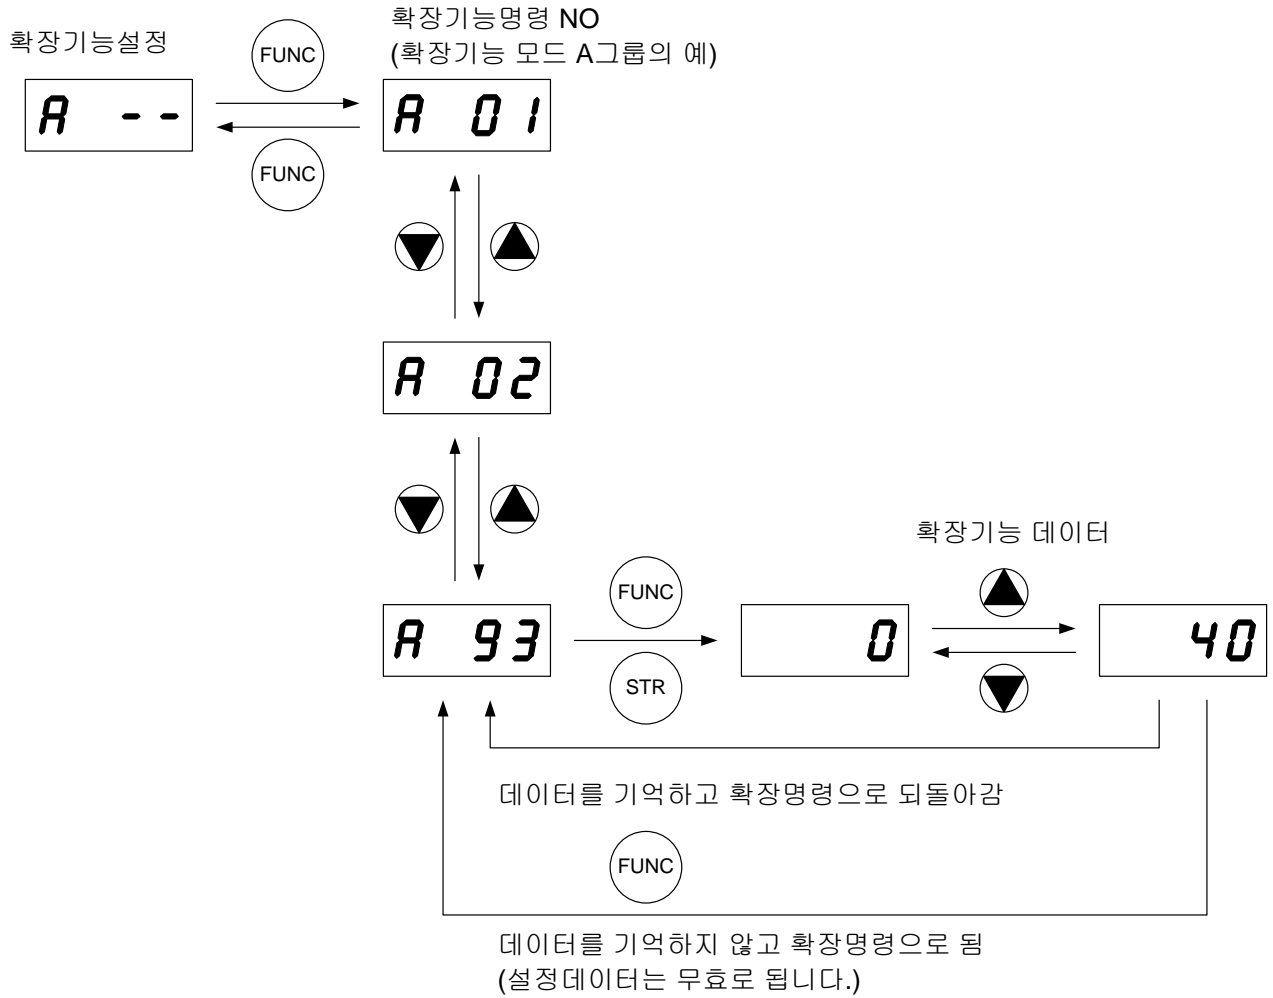 확장기능설정
FUNC
확장기능명령 NO
(확장기능 모드 A그룹의 예)
A --
A 01
FUNC
A 02
확장기능 데이터
FUNC
A 93
0
40
STR
데이터를 기억하고 확장명령으로 되돌아감
FUNC
데이터를 기억하지 않고 확장명령으로 됨
(설정데이터는 무효로 됩니다.)